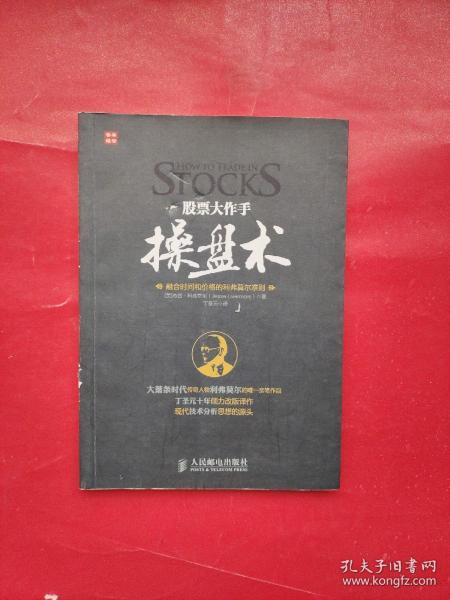 HOW TO TRADE IN
STOCKS
股票大作手
操盘术
融合时间和价格的利弗莫尔准则
丁圣元 译
大萧条时代传奇人物利弗莫尔的唯一亲笔作品
丁圣元十年倾力改版译作
现代技术分析思想的源头
人民邮电出版社
POSTS & TELECOM PRESS
孔夫子旧书网
www.kongfz.com